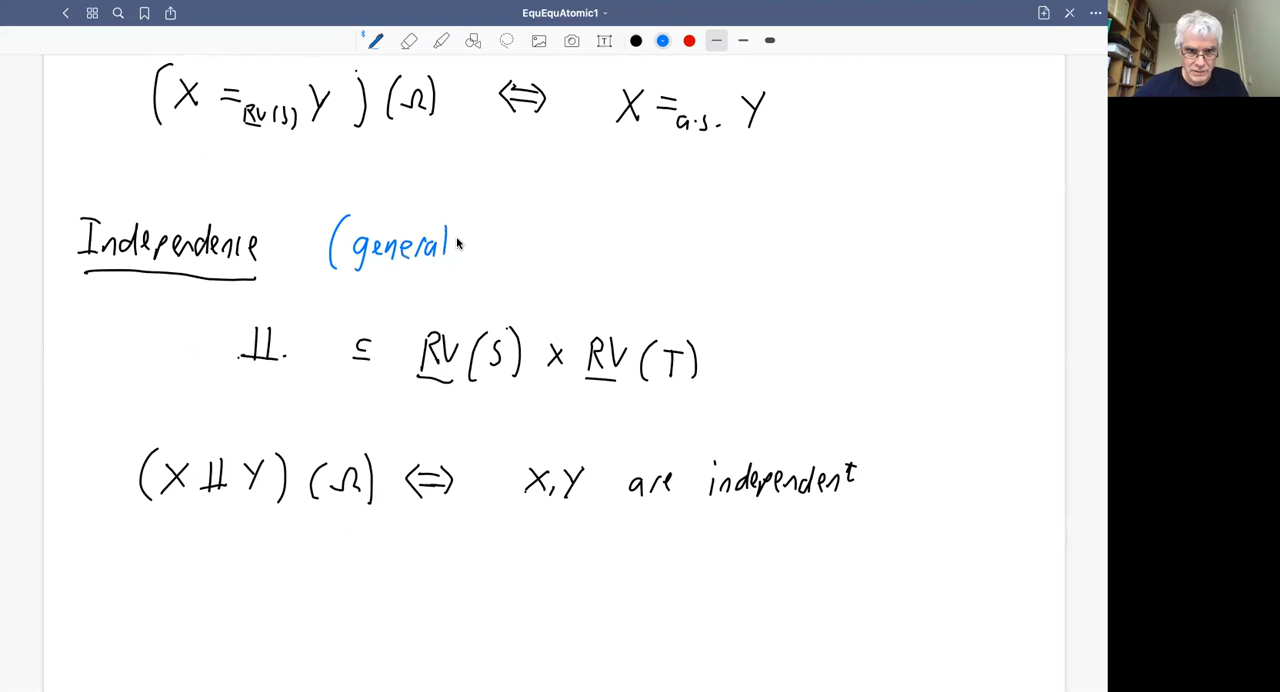 EquEquAtomic1
(X =RV(S) Y)(Ω) ⇔ X =a.s. Y
Independence (general
⫫ ⊆ RV(S) × RV(T)
(X ⫫ Y)(Ω) ⇔ X,Y are independent